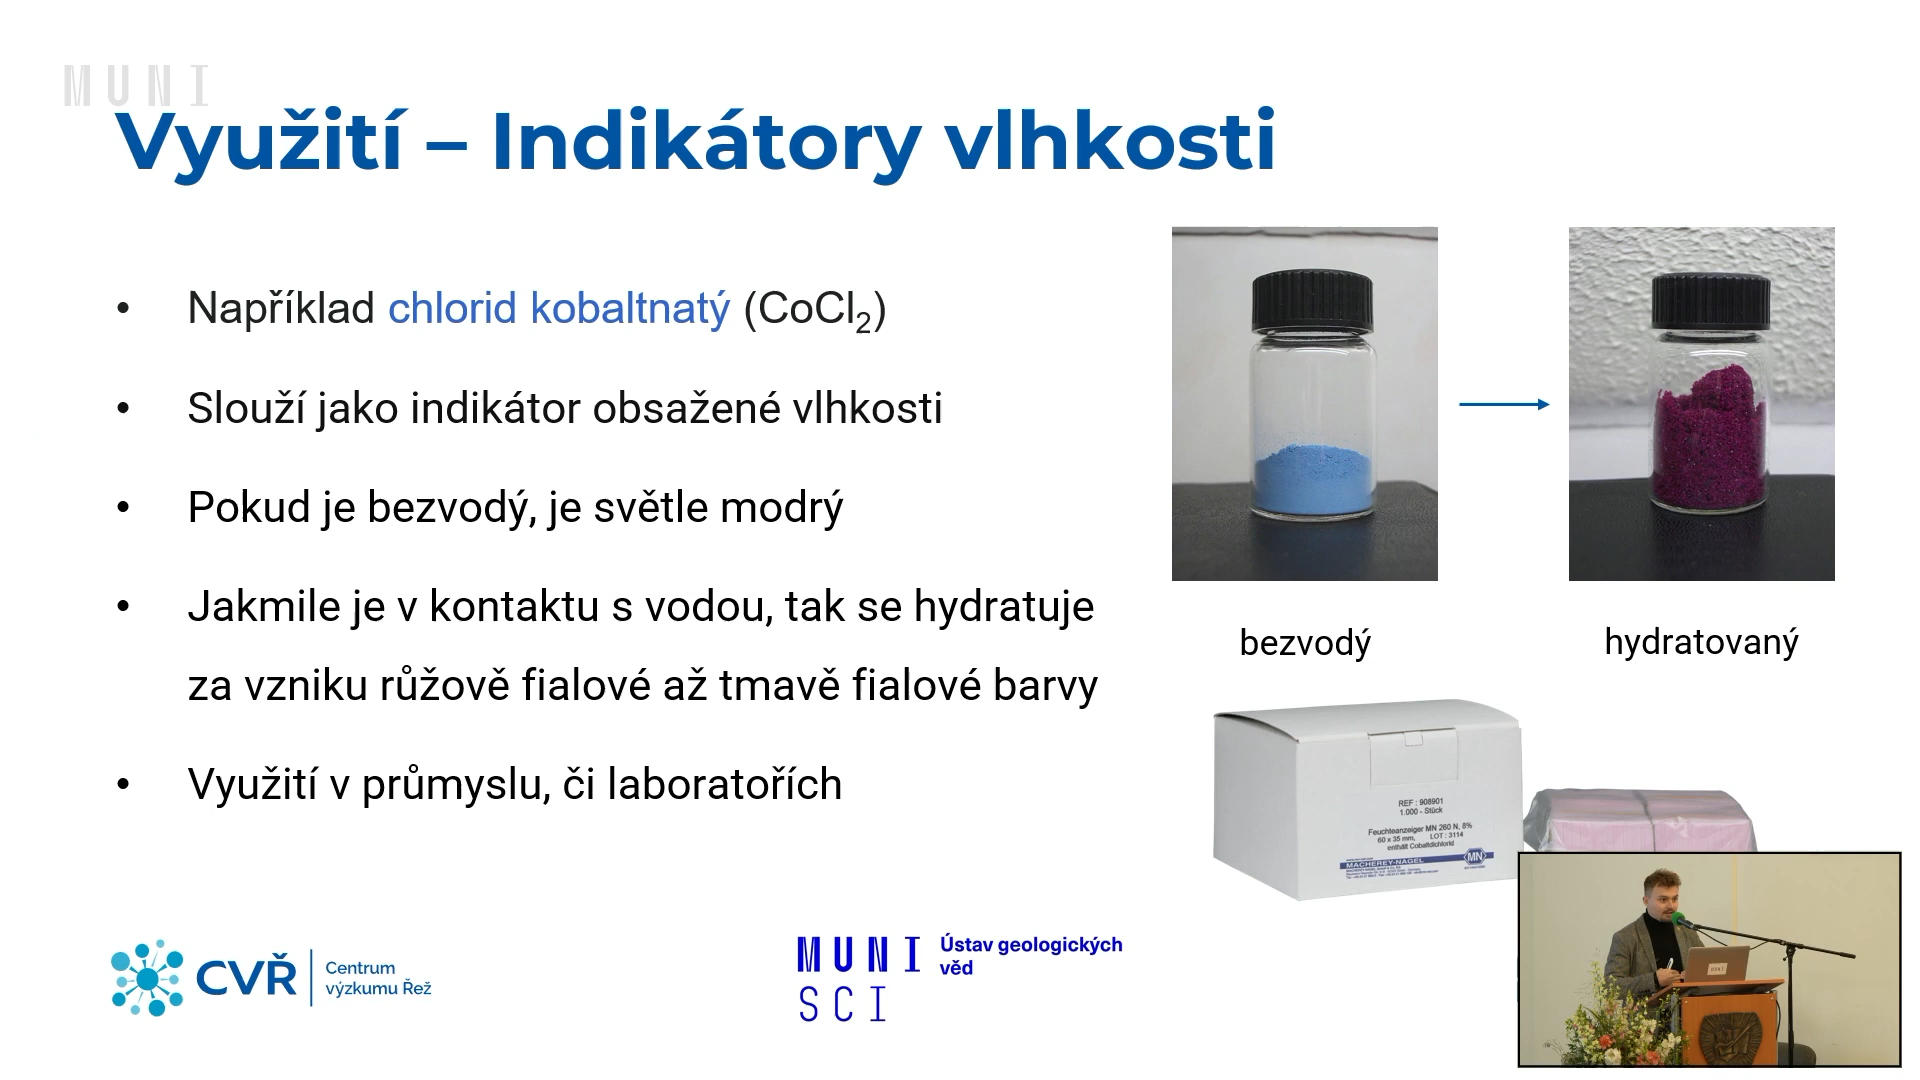 MUNI
Využití – Indikátory vlhkosti
• Například chlorid kobaltnatý (CoCl₂)
• Slouží jako indikátor obsažené vlhkosti
• Pokud je bezvodý, je světle modrý
• Jakmile je v kontaktu s vodou, tak se hydratuje
za vzniku růžově fialové až tmavě fialové barvy
• Využití v průmyslu, či laboratořích
bezvodý
hydratovaný
REF : 908901
1.000 - Stück
Feuchteanzeiger MN 260 N, 8%
60 x 35 mm, LOT : 3114
enthält Cobaltdichlorid
MACHEREY-NAGEL
MN
CVŘ
Centrum
výzkumu Řež
MUNI
SCI
Ústav geologických
věd
MUNI